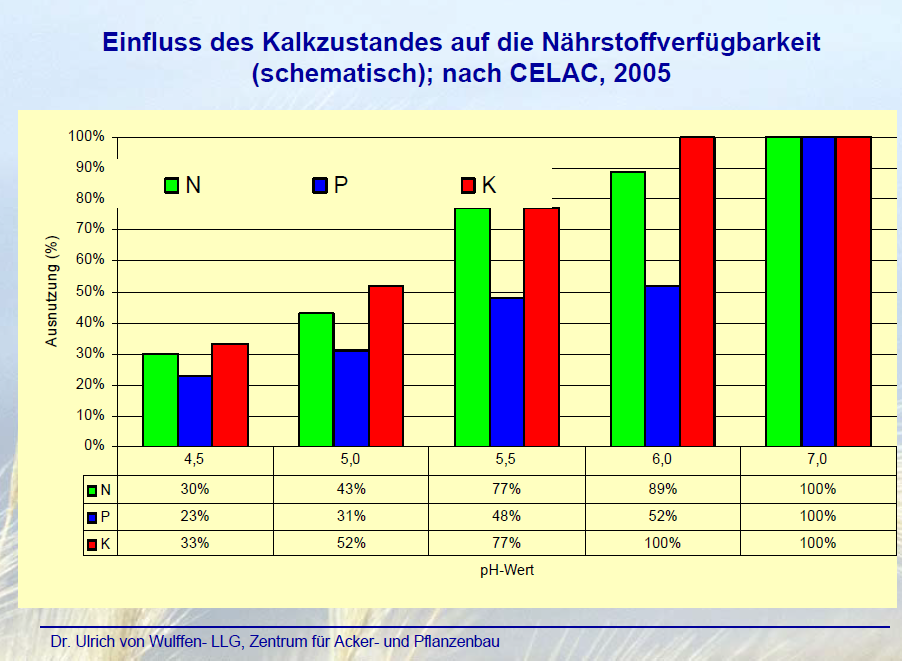 Einfluss des Kalkzustandes auf die Nährstoffverfügbarkeit
(schematisch); nach CELAC, 2005
100%
90%
80%
70%
60%
50%
40%
30%
20%
10%
0%
Ausnutzung (%)
N P K
4,5 5,0 5,5 6,0 7,0
N 30% 43% 77% 89% 100%
P 23% 31% 48% 52% 100%
K 33% 52% 77% 100% 100%
pH-Wert
Dr. Ulrich von Wulffen- LLG, Zentrum für Acker- und Pflanzenbau